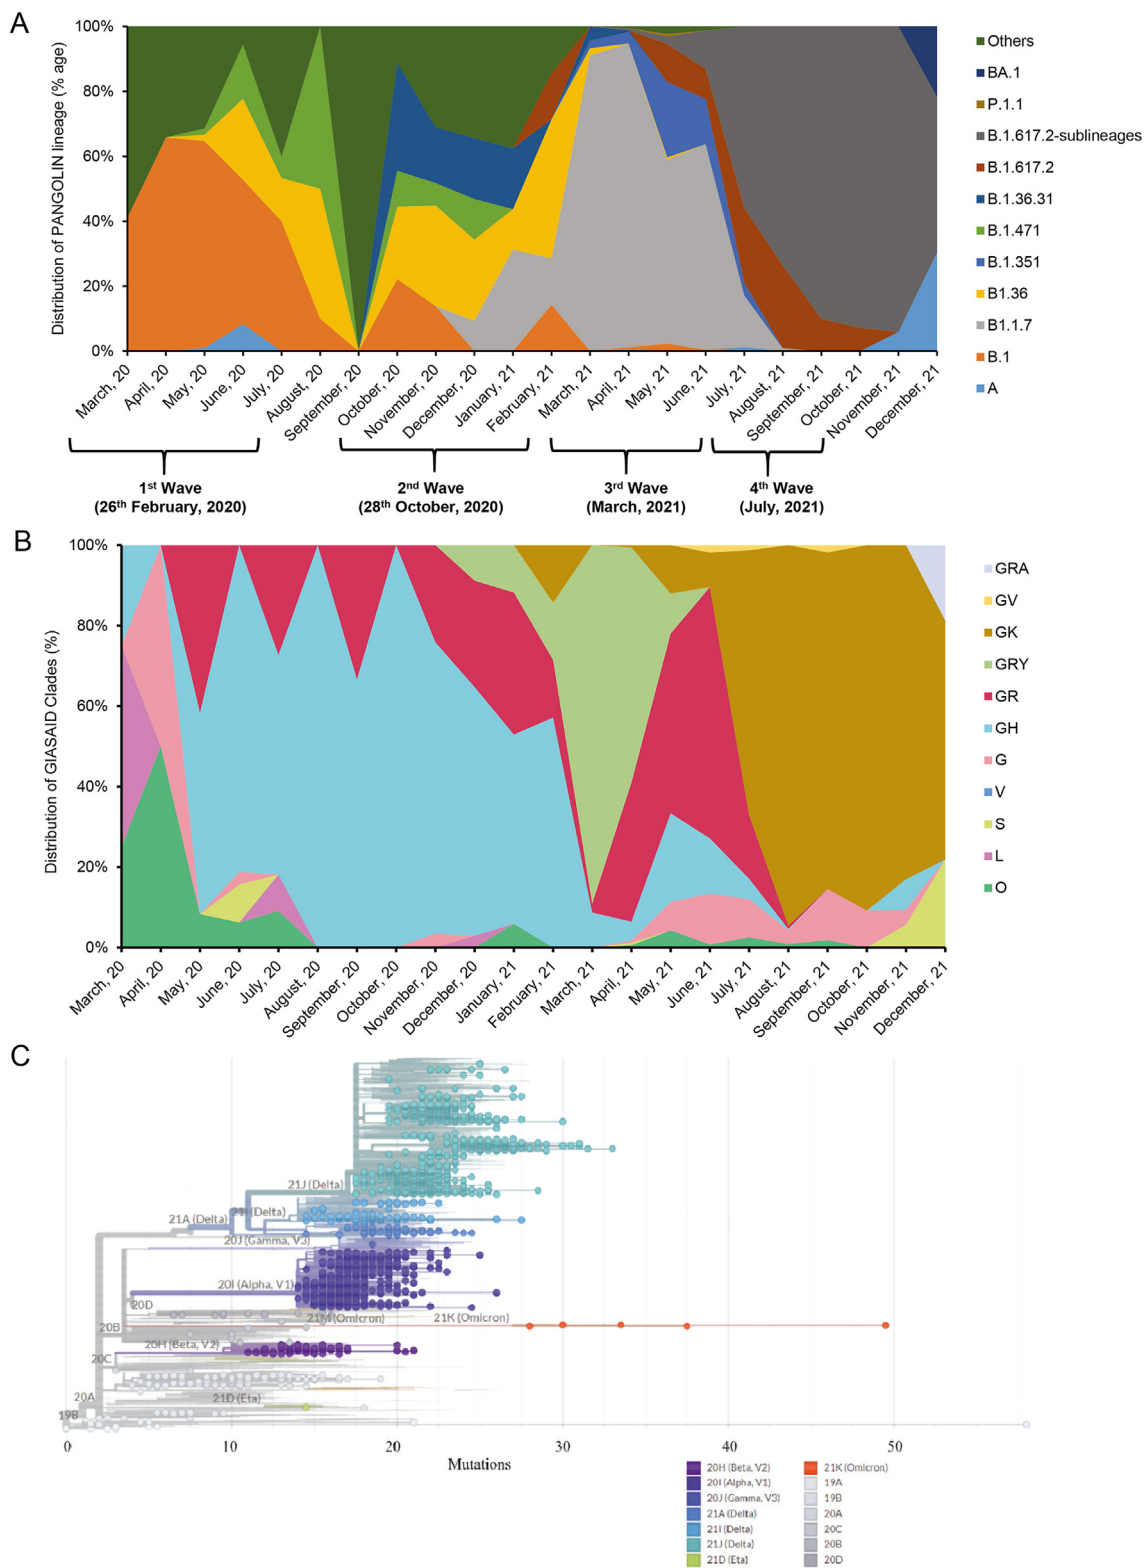 A
Distribution of PANGOLIN lineage (% age)
100%
80%
60%
40%
20%
0%
March, 20
April, 20
May, 20
June, 20
July, 20
August, 20
September, 20
October, 20
November, 20
December, 20
January, 21
February, 21
March, 21
April, 21
May, 21
June, 21
July, 21
August, 21
September, 21
October, 21
November, 21
December, 21
Others
BA.1
P.1.1
B.1.617.2-sublineages
B.1.617.2
B.1.36.31
B.1.471
B.1.351
B1.36
B1.1.7
B.1
A
1st Wave
(26th February, 2020)
2nd Wave
(28th October, 2020)
3rd Wave
(March, 2021)
4th Wave
(July, 2021)
B
Distribution of GIASAID Clades (%)
100%
80%
60%
40%
20%
0%
March, 20
April, 20
May, 20
June, 20
July, 20
August, 20
September, 20
October, 20
November, 20
December, 20
January, 21
February, 21
March, 21
April, 21
May, 21
June, 21
July, 21
August, 21
September, 21
October, 21
November, 21
December, 21
GRA
GV
GK
GRY
GR
GH
G
V
S
L
O
C
21J (Delta)
21A (Delta)
21I (Delta)
20J (Gamma, V3)
20I (Alpha, V1)
20D
21M (Omicron)
21K (Omicron)
20B
20H (Beta, V2)
20C
20A
21D (Eta)
19B
0
10
20
30
40
50
Mutations
20H (Beta, V2)
20I (Alpha, V1)
20J (Gamma, V3)
21A (Delta)
21I (Delta)
21J (Delta)
21D (Eta)
21K (Omicron)
19A
19B
20A
20C
20B
20D